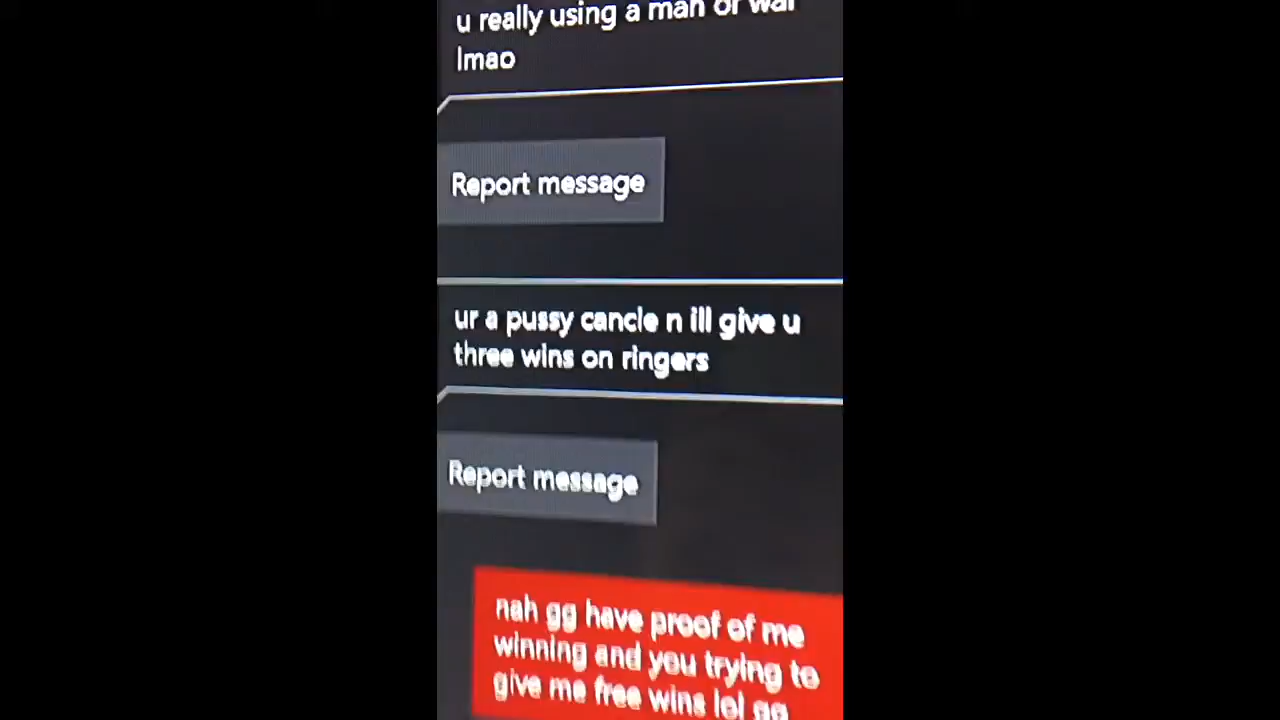 u really using a man of war
lmao
Report message
ur a pussy cancle n ill give u
three wins on ringers
Report message
nah gg have proof of me
winning and you trying to
give me free wins lol gg